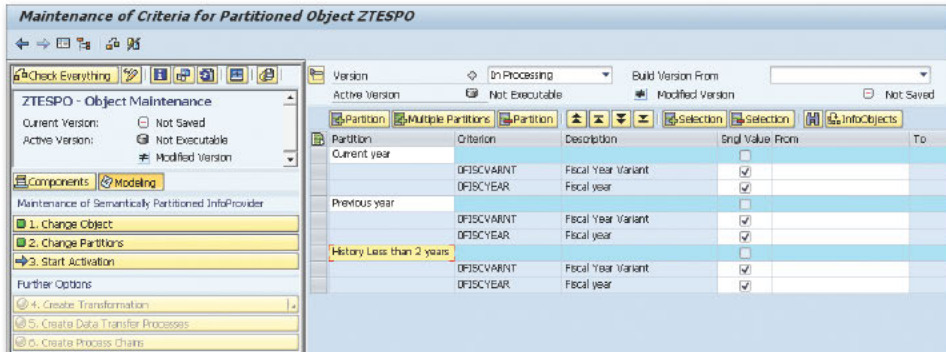 Maintenance of Criteria for Partitioned Object ZTESPO
Check Everything
ZTESPO - Object Maintenance
Current Version: Not Saved
Active Version: Not Executable
Modified Version
Components Modeling
Maintenance of Semantically Partitioned InfoProvider
1. Change Object
2. Change Partitions
3. Start Activation
Further Options
4. Create Transformation
5. Create Data Transfer Processes
6. Create Process Chains
Version In Processing Build Version From
Active Version Not Executable Modified Version Not Saved
Partition Multiple Partitions Partition Selection Selection InfoObjects
Partition Criterion Description Sngl Value From To
Current year
0FISCVARNT Fiscal Year Variant
0FISCYEAR Fiscal year
Previous year
0FISCVARNT Fiscal Year Variant
0FISCYEAR Fiscal year
History Less than 2 years
0FISCVARNT Fiscal Year Variant
0FISCYEAR Fiscal year